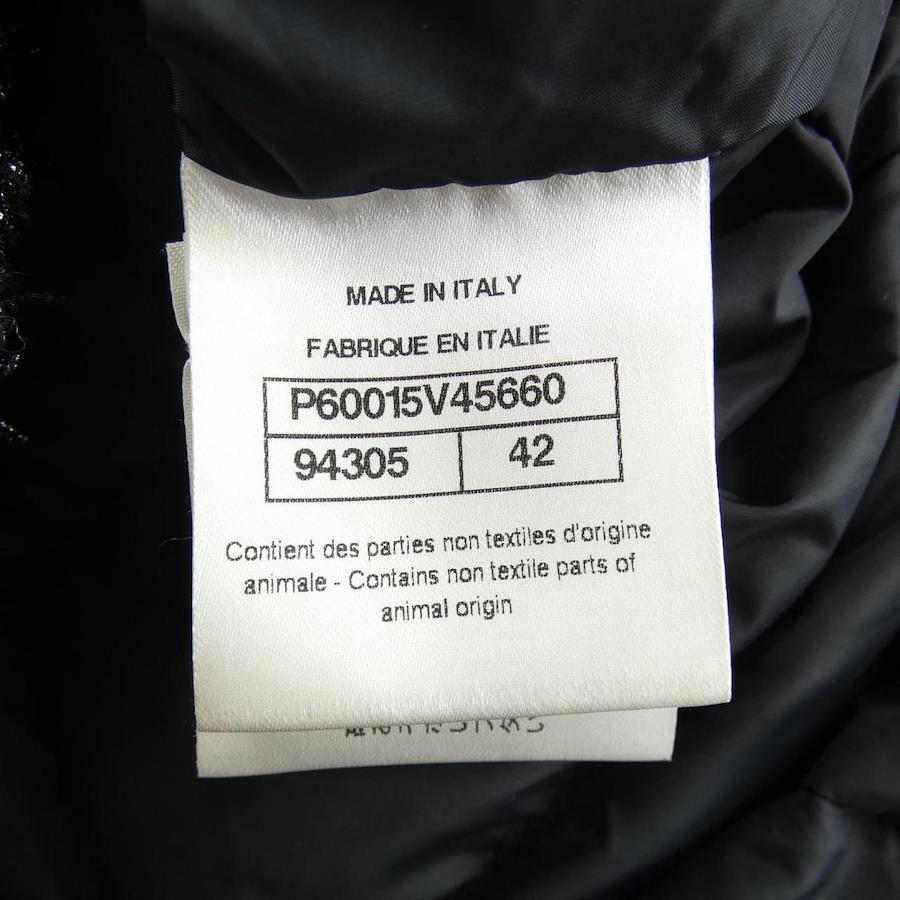 MADE IN ITALY
FABRIQUE EN ITALIE
P60015V45660
94305 42
Contient des parties non textiles d'origine
animale - Contains non textile parts of
animal origin